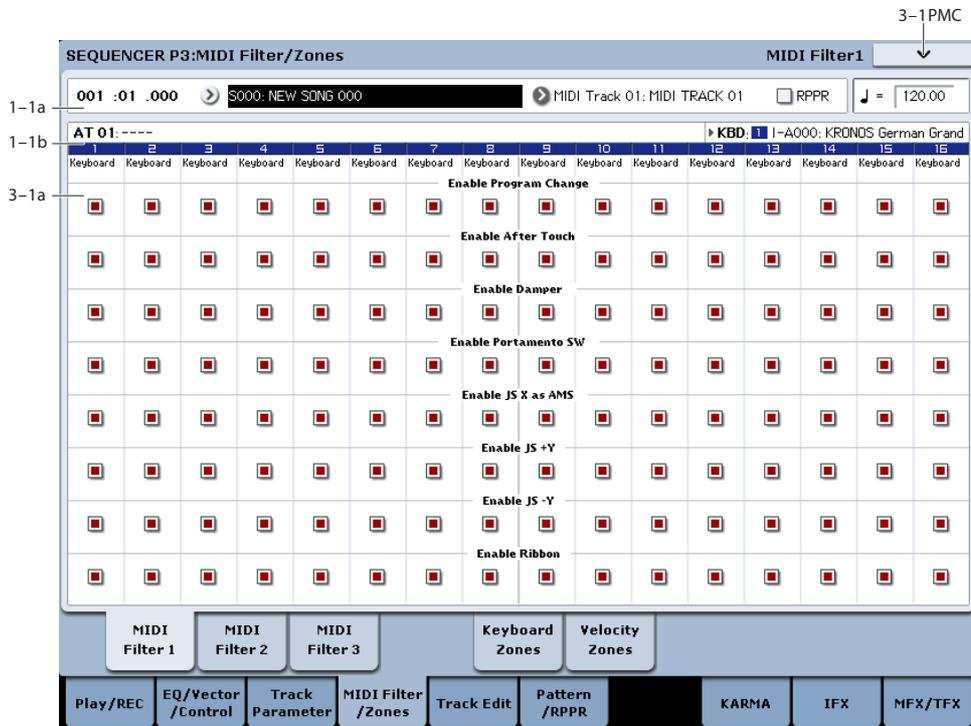 3–1PMC
SEQUENCER P3:MIDI Filter/Zones MIDI Filter1
1–1a 001 :01 .000 S000: NEW SONG 000 MIDI Track 01: MIDI TRACK 01 RPPR ♩ = 120.00
AT 01: ---- KBD: 1 I-A000: KRONOS German Grand
1–1b 1 2 3 4 5 6 7 8 9 10 11 12 13 14 15 16
Keyboard Keyboard Keyboard Keyboard Keyboard Keyboard Keyboard Keyboard Keyboard Keyboard Keyboard Keyboard Keyboard Keyboard Keyboard Keyboard
Enable Program Change
3–1a
Enable After Touch
Enable Damper
Enable Portamento SW
Enable JS X as AMS
Enable JS +Y
Enable JS -Y
Enable Ribbon
MIDI Filter 1 MIDI Filter 2 MIDI Filter 3 Keyboard Zones Velocity Zones
Play/REC EQ/Vector /Control Track Parameter MIDI Filter /Zones Track Edit Pattern /RPPR KARMA IFX MFX/TFX